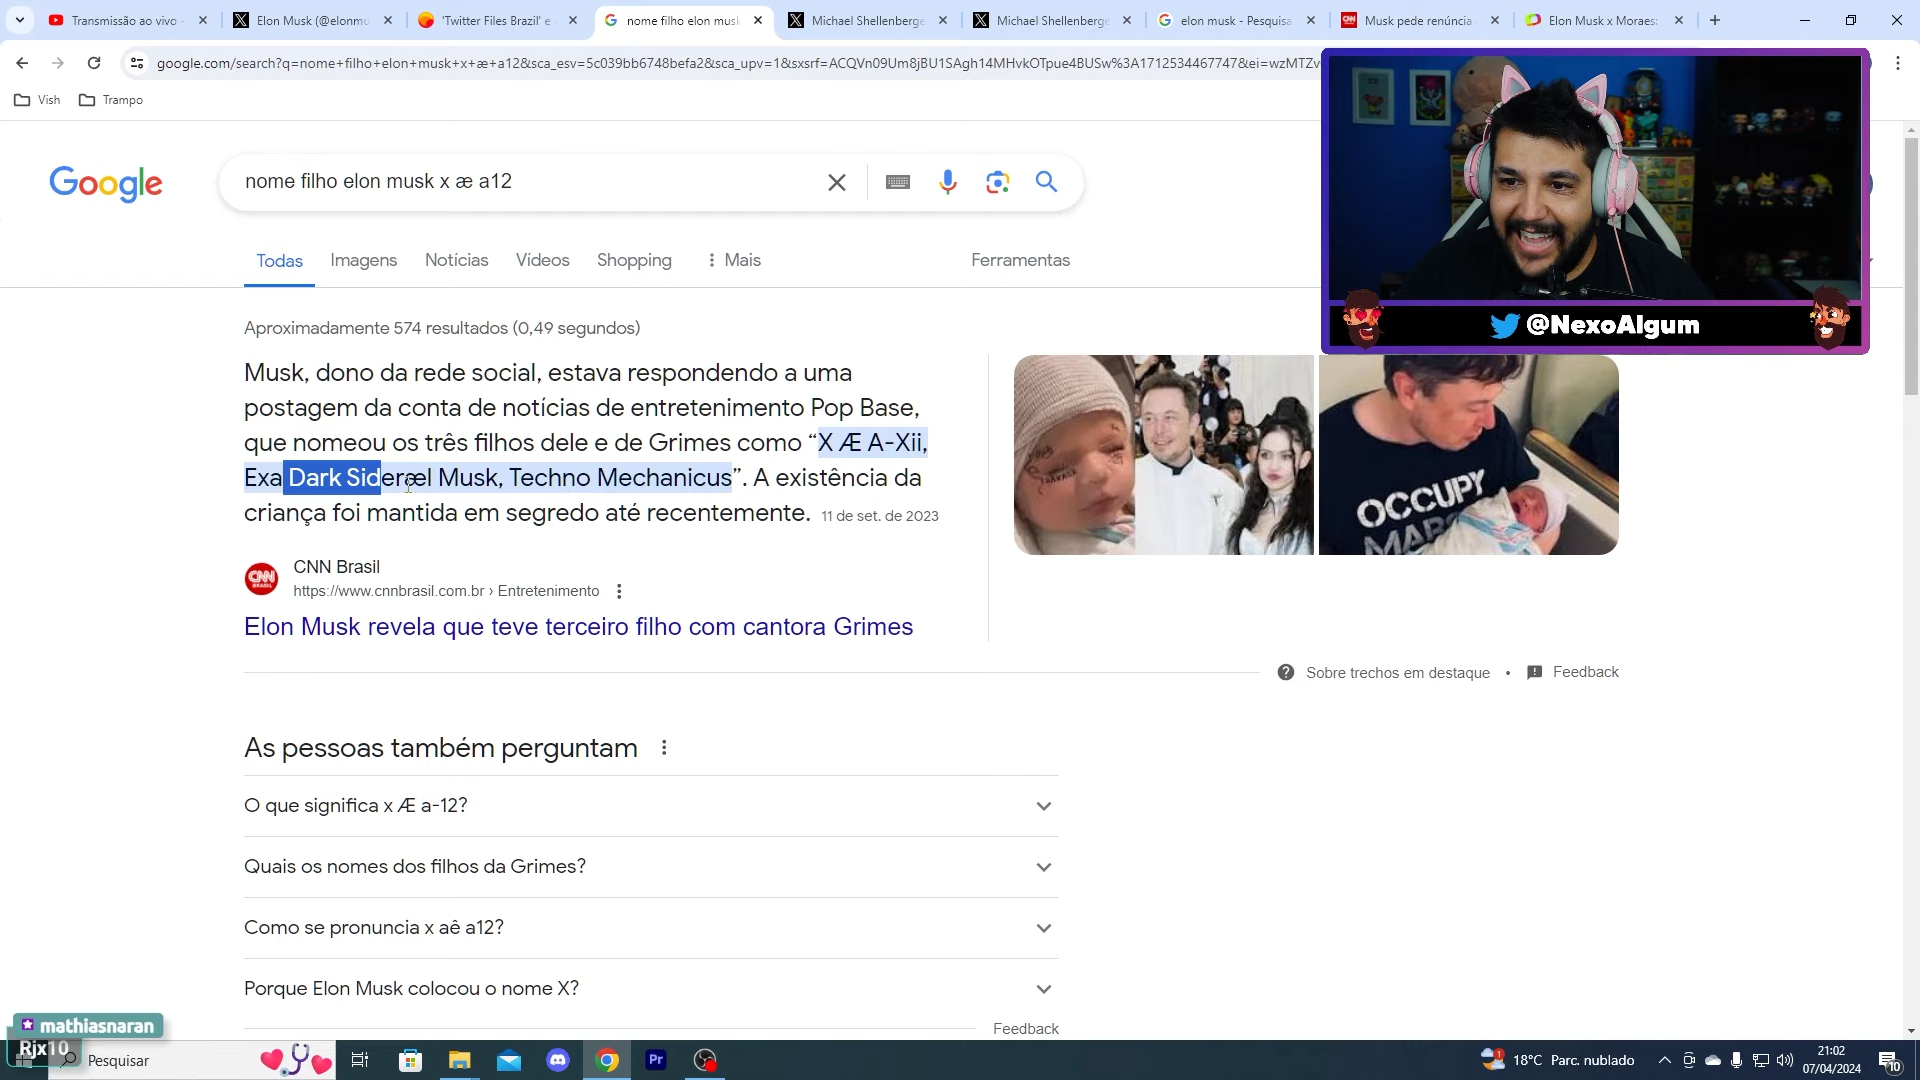 Transmissão ao vivo -
Elon Musk (@elonmu
'Twitter Files Brazil' e
nome filho elon musk
Michael Shellenberge
Michael Shellenberge
elon musk - Pesquisa
Musk pede renúncia
Elon Musk x Moraes:
google.com/search?q=nome+filho+elon+musk+x+æ+a12&sca_esv=5c039bb6748befa2&sca_upv=1&sxsrf=ACQVn09Um8jBU1SAgh14MHvkOTpue4BUSw%3A1712534467747&ei=wzMTZv
Vish
Trampo
Google
nome filho elon musk x æ a12
Todas
Imagens
Notícias
Vídeos
Shopping
Mais
Ferramentas
@NexoAlgum
Aproximadamente 574 resultados (0,49 segundos)
Musk, dono da rede social, estava respondendo a uma
postagem da conta de notícias de entretenimento Pop Base,
que nomeou os três filhos dele e de Grimes como “X Æ A-Xii,
Exa Dark Sideræl Musk, Techno Mechanicus”. A existência da
criança foi mantida em segredo até recentemente. 11 de set. de 2023
OCCUPY
MARS
CNN Brasil
https://www.cnnbrasil.com.br › Entretenimento
Elon Musk revela que teve terceiro filho com cantora Grimes
Sobre trechos em destaque • Feedback
As pessoas também perguntam
O que significa x Æ a-12?
Quais os nomes dos filhos da Grimes?
Como se pronuncia x aê a12?
Porque Elon Musk colocou o nome X?
Feedback
mathiasnaran
Rjx10
Pesquisar
Pr
18°C Parc. nublado
21:02
07/04/2024
10